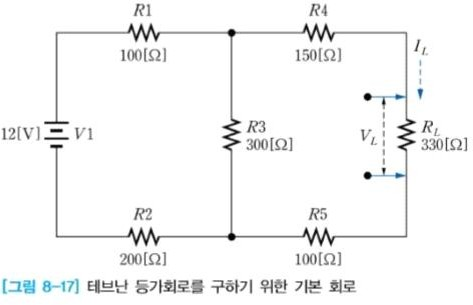 R1
R4
100[Ω]
150[Ω]
I_L
12[V]
V1
R3
300[Ω]
V_L
R_L
330[Ω]
R2
R5
200[Ω]
100[Ω]
[그림 8-17] 테브난 등가회로를 구하기 위한 기본 회로